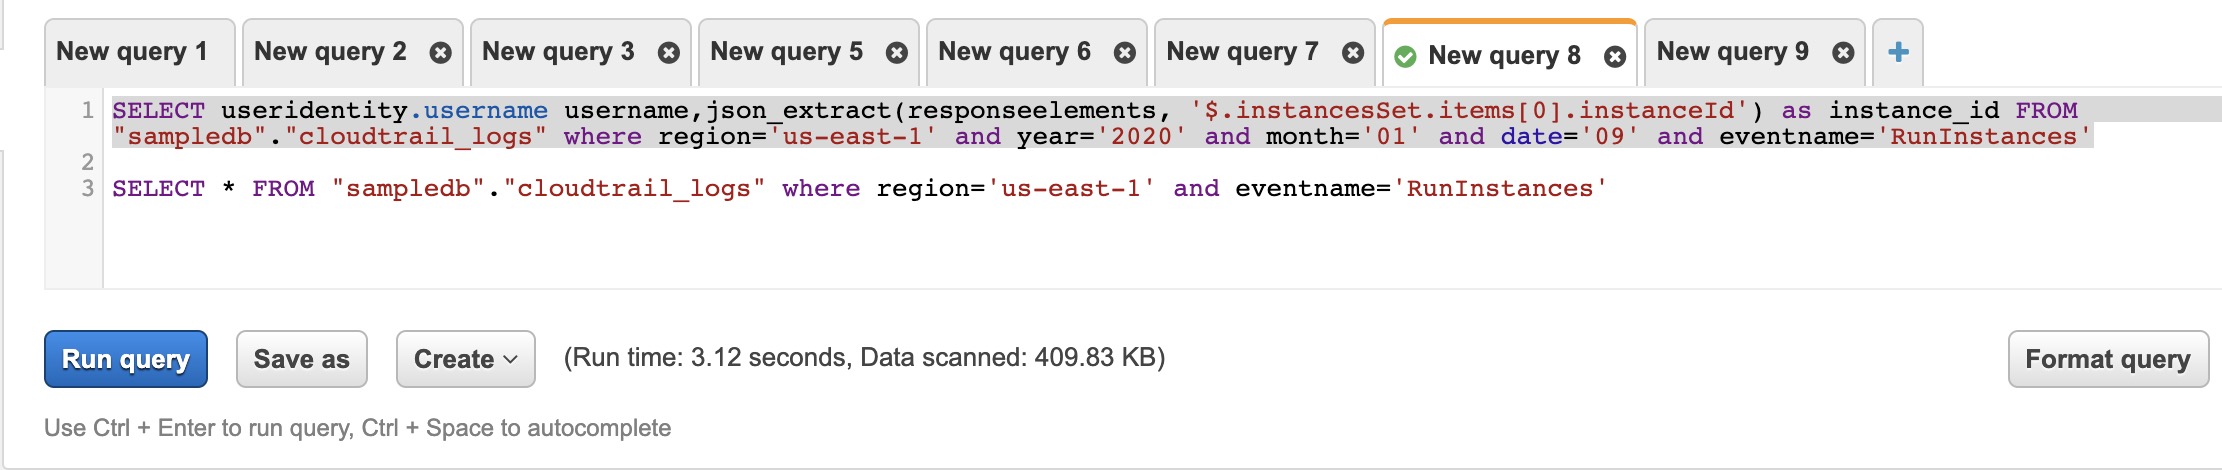 New query 1 New query 2 New query 3 New query 5 New query 6 New query 7 New query 8 New query 9 +
1 SELECT useridentity.username username,json_extract(responseelements, '$.instancesSet.items[0].instanceId') as instance_id FROM
"sampledb"."cloudtrail_logs" where region='us-east-1' and year='2020' and month='01' and date='09' and eventname='RunInstances'
2
3 SELECT * FROM "sampledb"."cloudtrail_logs" where region='us-east-1' and eventname='RunInstances'
Run query Save as Create (Run time: 3.12 seconds, Data scanned: 409.83 KB) Format query
Use Ctrl + Enter to run query, Ctrl + Space to autocomplete